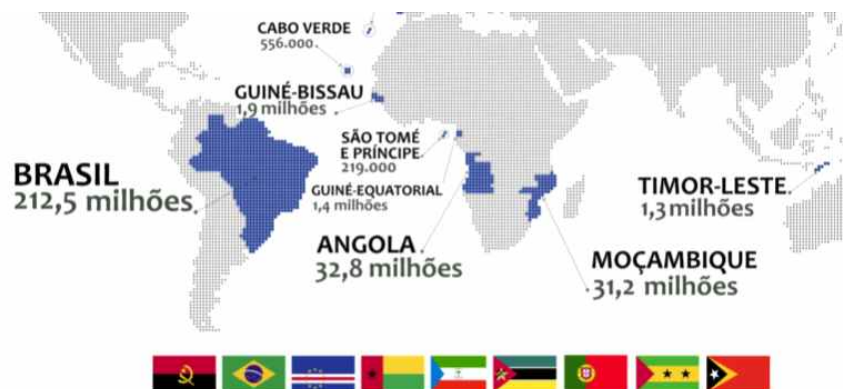 CABO VERDE
556.000
GUINÉ-BISSAU
1,9 milhões
SÃO TOMÉ
E PRÍNCIPE
219.000
GUINÉ-EQUATORIAL
1,4 milhões
BRASIL
212,5 milhões
ANGOLA
32,8 milhões
TIMOR-LESTE
1,3 milhões
MOÇAMBIQUE
31,2 milhões